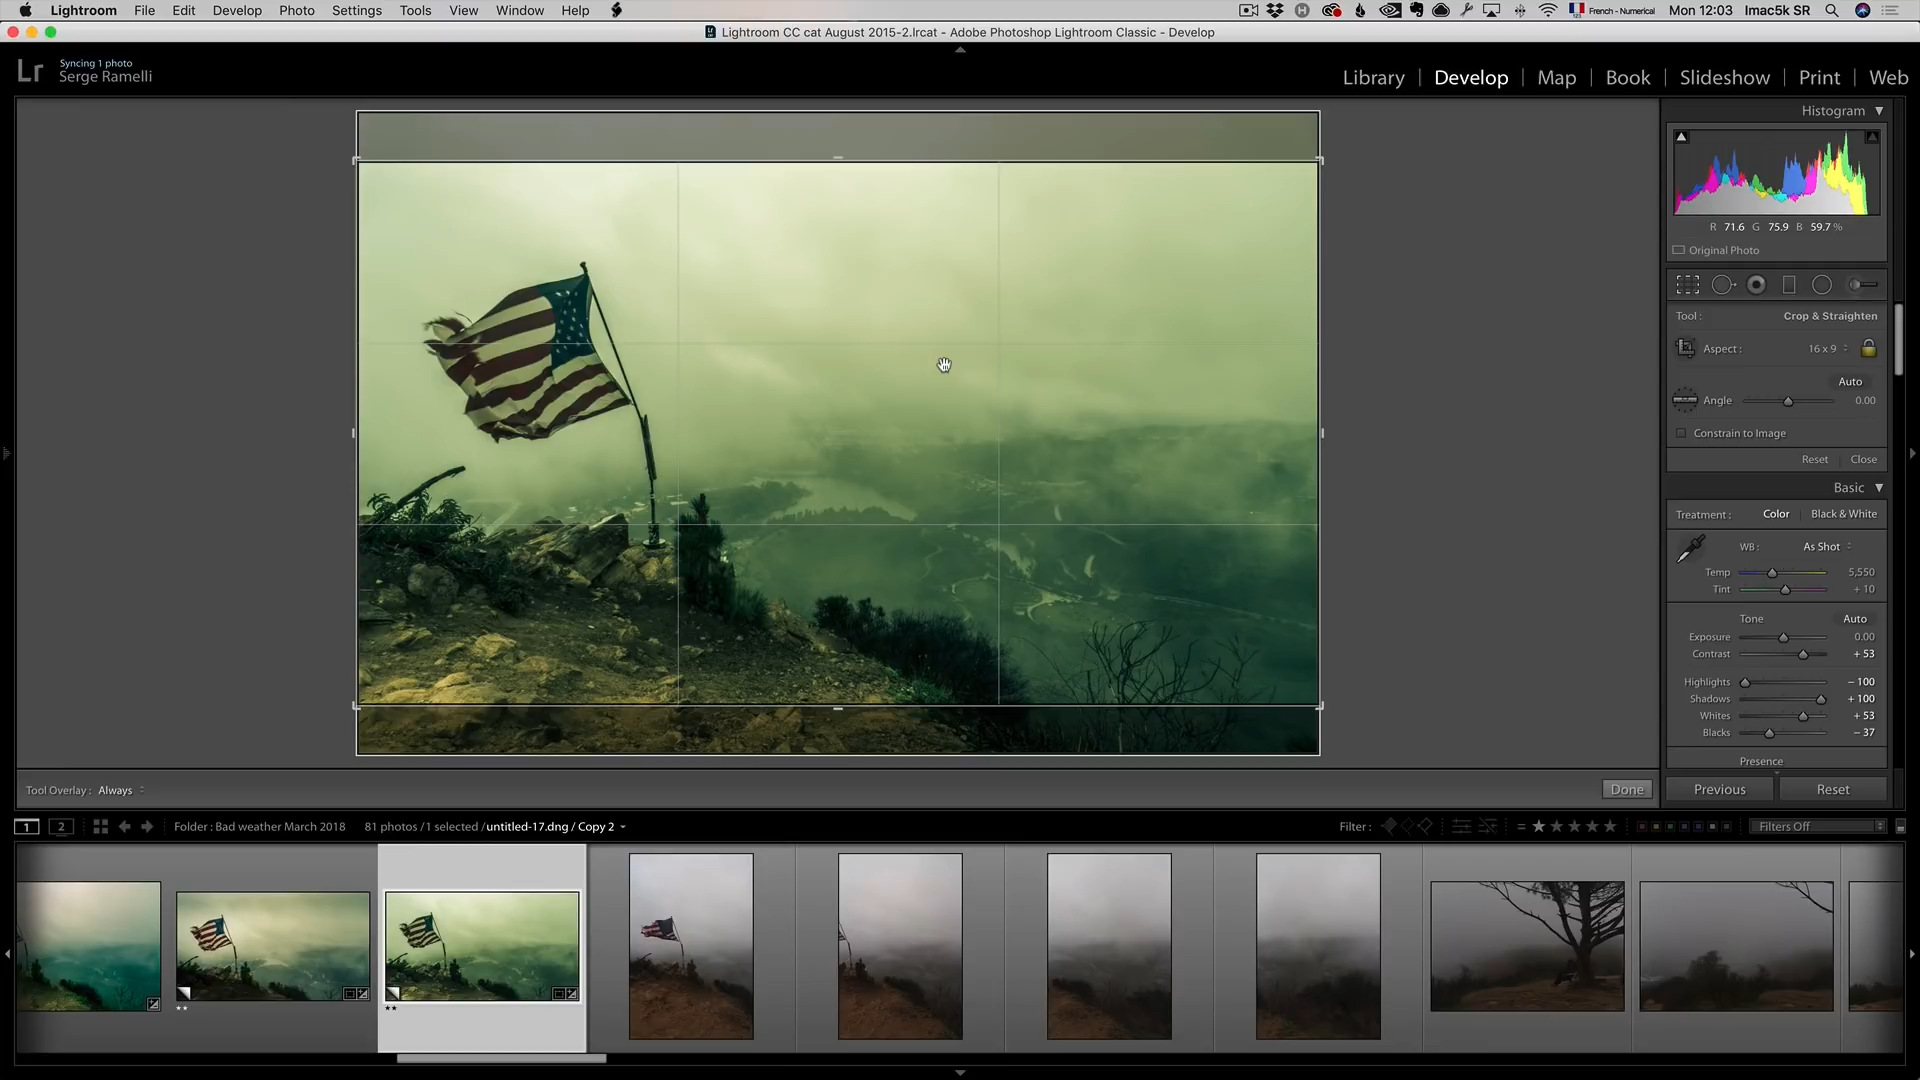 Lightroom File Edit Develop Photo Settings Tools View Window Help French - Numerical Mon 12:03 Imac5k SR
Lr Lightroom CC cat August 2015-2.lrcat - Adobe Photoshop Lightroom Classic - Develop
Lr Syncing 1 photo
Serge Ramelli
Library | Develop | Map | Book | Slideshow | Print | Web
Histogram
R 71.6 G 75.9 B 59.7 %
Original Photo
Tool : Crop & Straighten
Aspect : 16 x 9
Auto
Angle 0.00
Constrain to Image
Reset Close
Basic
Treatment : Color Black & White
WB : As Shot
Temp 5,550
Tint + 10
Tone Auto
Exposure 0.00
Contrast + 53
Highlights - 100
Shadows + 100
Whites + 53
Blacks - 37
Presence
Tool Overlay : Always Done Previous Reset
1 2 Folder : Bad weather March 2018 81 photos /1 selected /untitled-17.dng / Copy 2 Filter : = ★★★★★ Filters Off